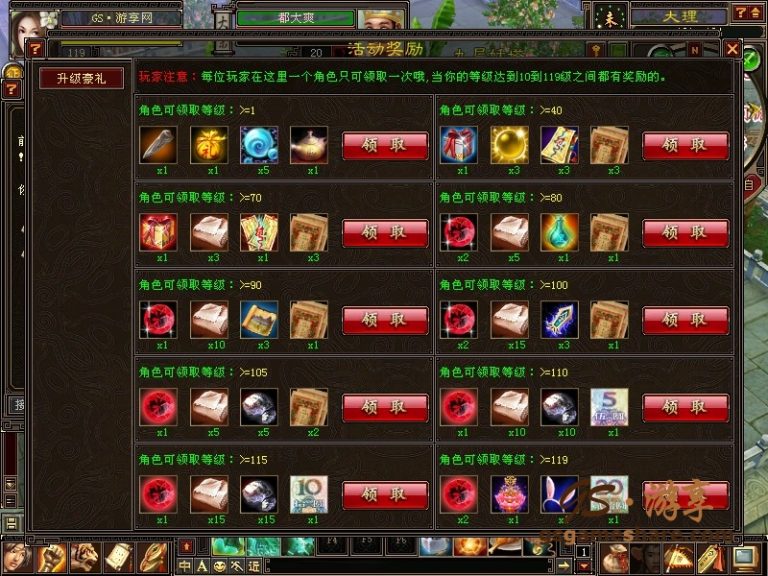 GS·游享网
都大爽
未
大理
119
20
活动奖励
N
升级豪礼
玩家注意：每位玩家在这里一个角色只可领取一次哦,当你的等级达到10到119级之间都有奖励的。
角色可领取等级：>=1
x1 x1 x5 x1 领取
角色可领取等级：>=40
x1 x3 x3 x3 领取
角色可领取等级：>=70
x1 x3 x1 x3 领取
角色可领取等级：>=80
x2 x5 x1 x1 领取
角色可领取等级：>=90
x1 x10 x3 x1 领取
角色可领取等级：>=100
x2 x15 x3 x1 领取
角色可领取等级：>=105
x1 x5 x5 x2 领取
角色可领取等级：>=110
x1 x10 x10 x1 领取
角色可领取等级：>=115
x1 x15 x15 x1 领取
角色可领取等级：>=119
x2 x1 x1 x1 领取
GS·游享
F4 F5 F6
1
中 A 近